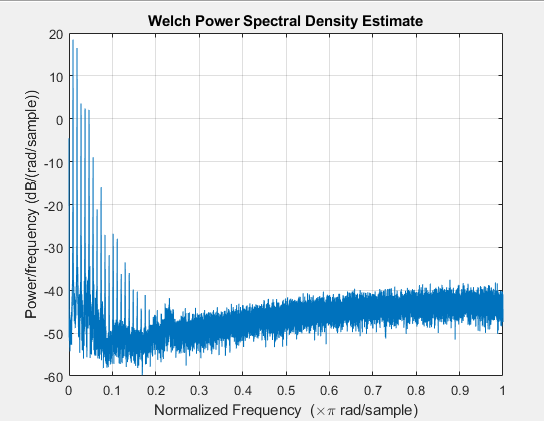 Welch Power Spectral Density Estimate
Power/frequency (dB/(rad/sample))
20
10
0
-10
-20
-30
-40
-50
-60
0 0.1 0.2 0.3 0.4 0.5 0.6 0.7 0.8 0.9 1
Normalized Frequency (×π rad/sample)